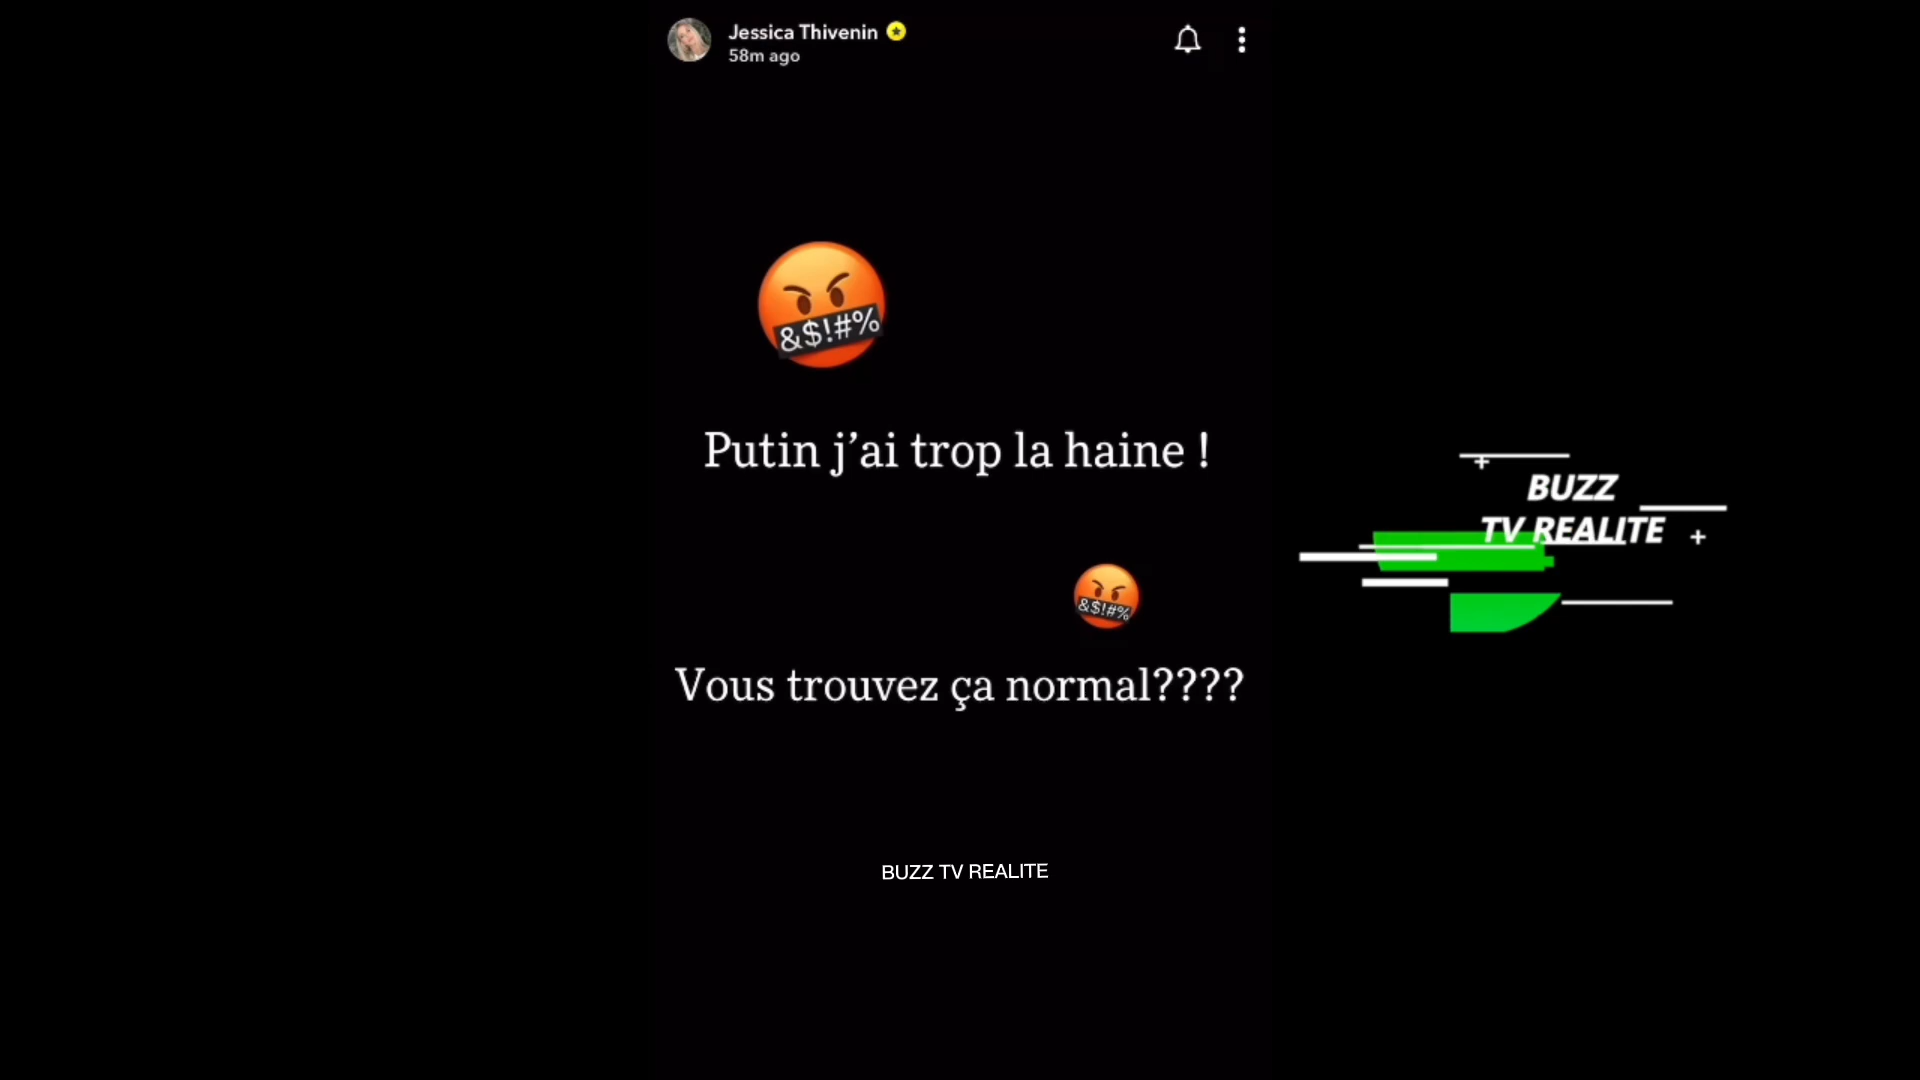 Jessica Thivenin
58m ago
&$!#%
Putin j’ai trop la haine !
&$!#%
Vous trouvez ça normal????
BUZZ
TV REALITE
BUZZ TV REALITE